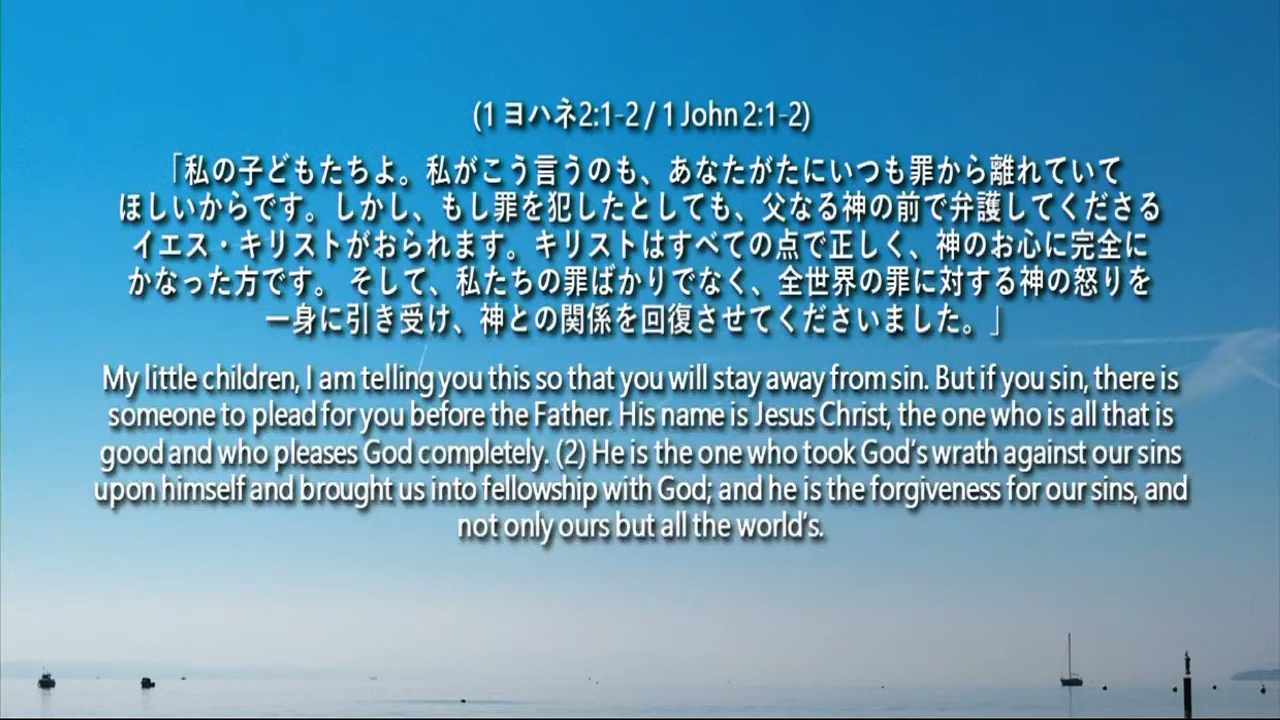 (1 ヨハネ2:1-2 / 1 John 2:1-2)
「私の子どもたちよ。私がこう言うのも、あなたがたにいつも罪から離れていて
ほしいからです。しかし、もし罪を犯したとしても、父なる神の前で弁護してくださる
イエス・キリストがおられます。キリストはすべての点で正しく、神のお心に完全に
かなった方です。 そして、私たちの罪ばかりでなく、全世界の罪に対する神の怒りを
一身に引き受け、神との関係を回復させてくださいました。」
My little children, I am telling you this so that you will stay away from sin. But if you sin, there is
someone to plead for you before the Father. His name is Jesus Christ, the one who is all that is
good and who pleases God completely. (2) He is the one who took God's wrath against our sins
upon himself and brought us into fellowship with God; and he is the forgiveness for our sins, and
not only ours but all the world's.